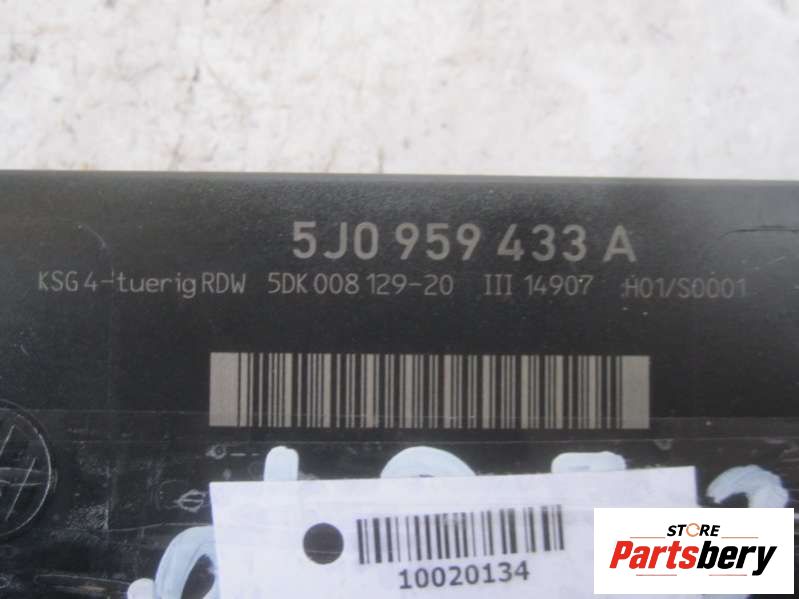 5J0 959 433 A
KSG 4-tuerig RDW 5DK 008 129-20 III 14907 H01/S0001
10020134
STORE
Partsbery